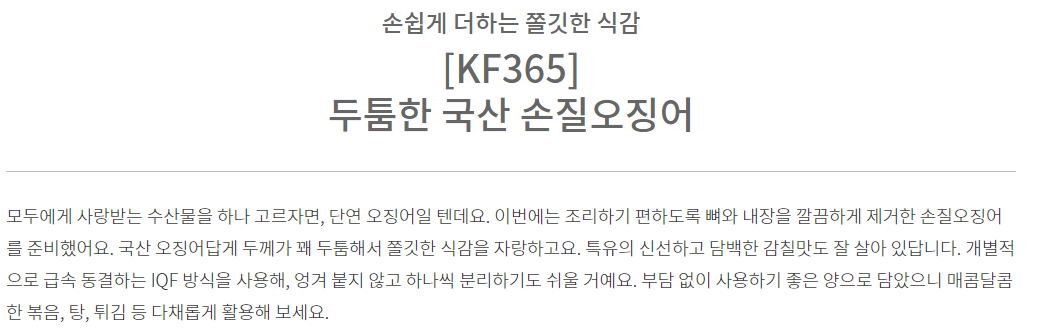 손쉽게 더하는 쫄깃한 식감
[KF365]
두툼한 국산 손질오징어
모두에게 사랑받는 수산물을 하나 고르자면, 단연 오징어일 텐데요. 이번에는 조리하기 편하도록 뼈와 내장을 깔끔하게 제거한 손질오징어
를 준비했어요. 국산 오징어답게 두께가 꽤 두툼해서 쫄깃한 식감을 자랑하고요. 특유의 신선하고 담백한 감칠맛도 잘 살아 있답니다. 개별적
으로 급속 동결하는 IQF 방식을 사용해, 엉겨 붙지 않고 하나씩 분리하기도 쉬울 거예요. 부담 없이 사용하기 좋은 양으로 담았으니 매콤달콤
한 볶음, 탕, 튀김 등 다채롭게 활용해 보세요.